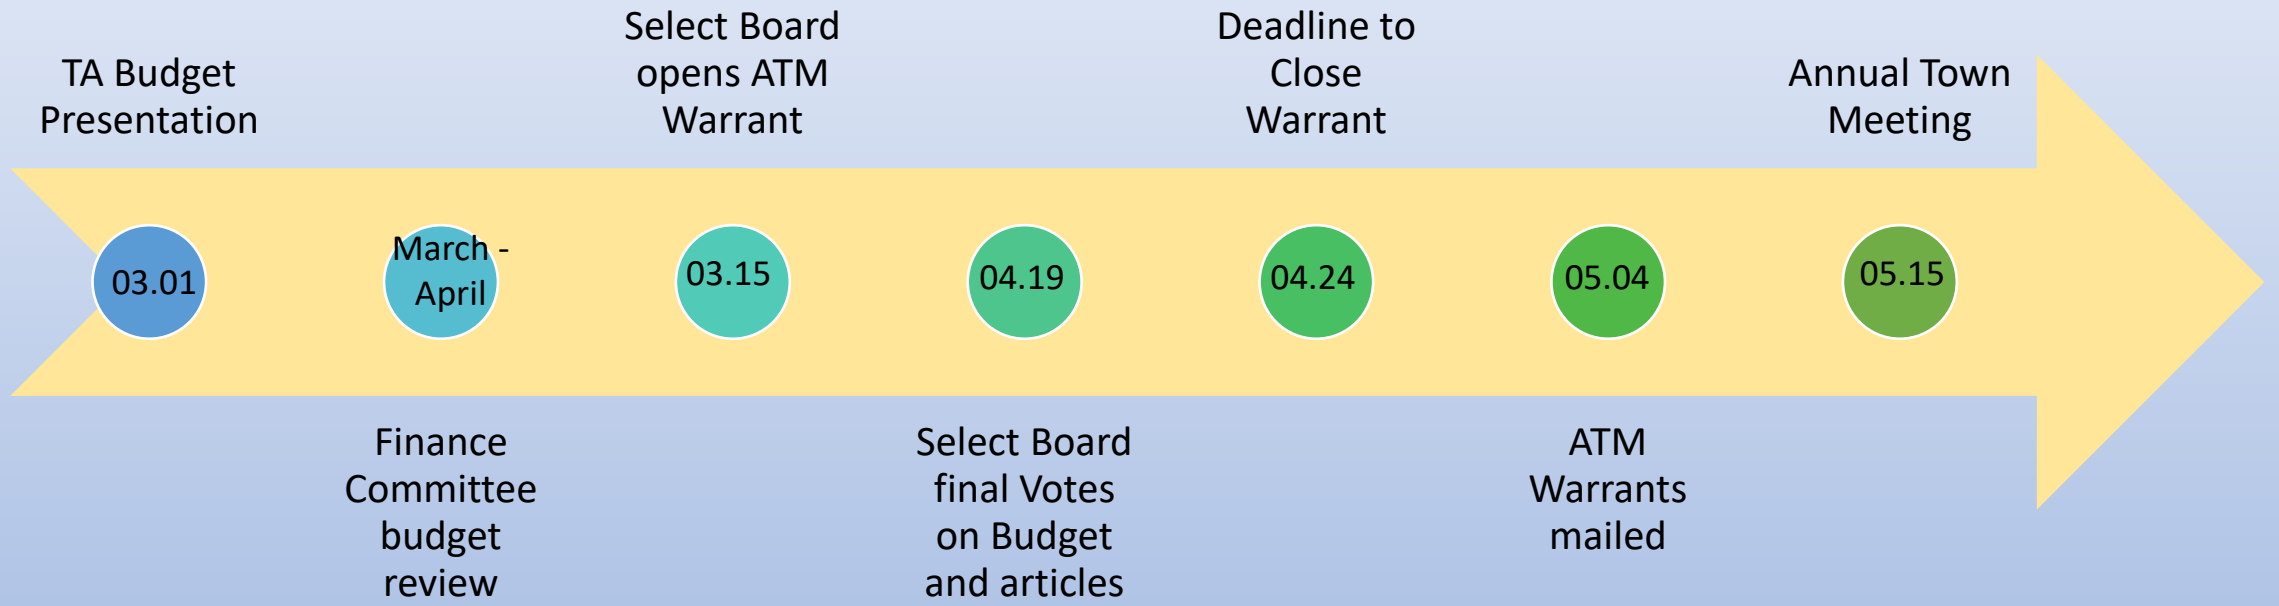 TA Budget
Presentation
03.01
March -
April
Finance
Committee
budget
review
Select Board
opens ATM
Warrant
03.15
04.19
Select Board
final Votes
on Budget
and articles
Deadline to
Close
Warrant
04.24
05.04
ATM
Warrants
mailed
Annual Town
Meeting
05.15